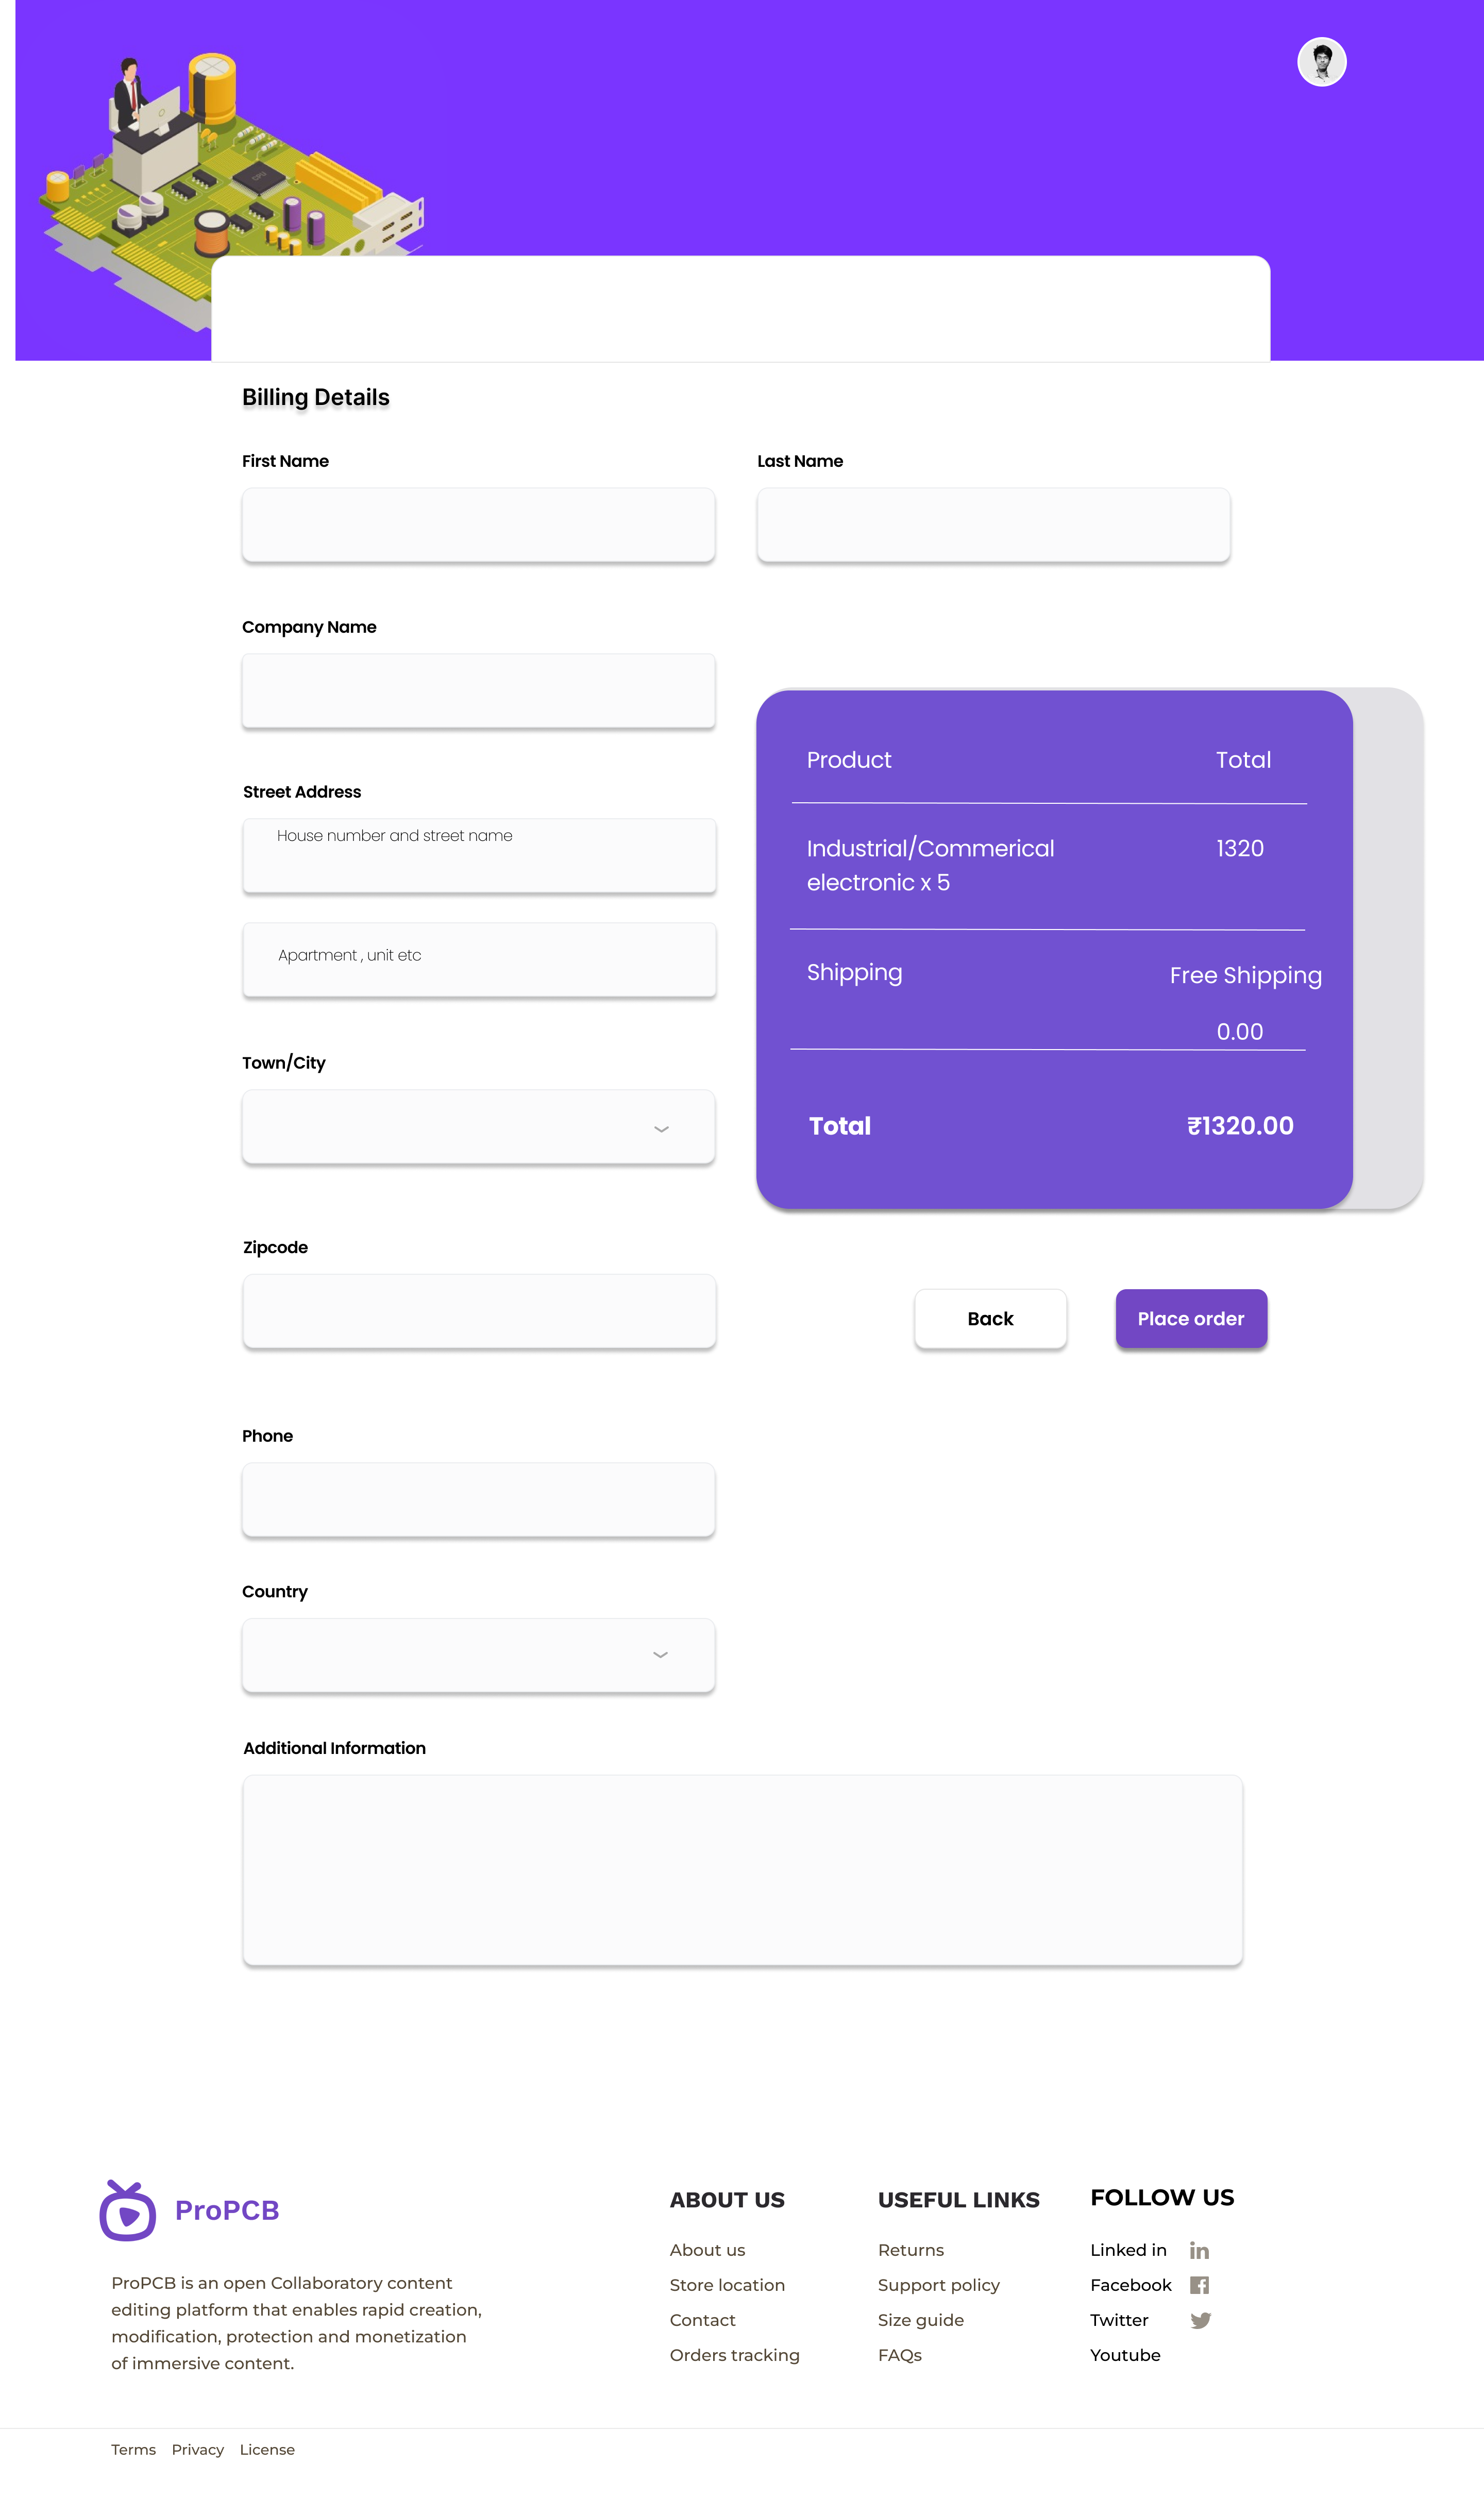 Billing Details
First Name
Last Name
Company Name
Street Address
House number and street name
Apartment , unit etc
Town/City
Zipcode
Phone
Country
Additional Information
Product
Total
Industrial/Commerical
1320
electronic x 5
Shipping
Free Shipping
0.00
Total
₹1320.00
Back
Place order
ProPCB
ProPCB is an open Collaboratory content
editing platform that enables rapid creation,
modification, protection and monetization
of immersive content.
ABOUT US
About us
Store location
Contact
Orders tracking
USEFUL LINKS
Returns
Support policy
Size guide
FAQs
FOLLOW US
Linked in
Facebook
Twitter
Youtube
Terms
Privacy
License
CPU